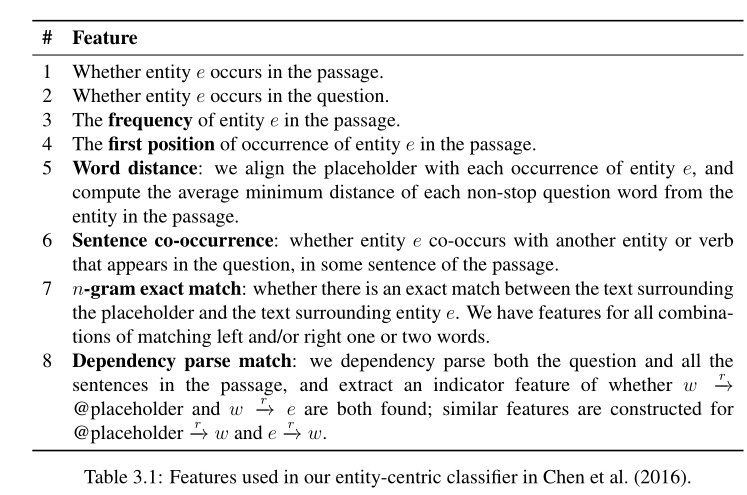 # Feature
1 Whether entity e occurs in the passage.
2 Whether entity e occurs in the question.
3 The frequency of entity e in the passage.
4 The first position of occurrence of entity e in the passage.
5 Word distance: we align the placeholder with each occurrence of entity e, and
compute the average minimum distance of each non-stop question word from the
entity in the passage.
6 Sentence co-occurrence: whether entity e co-occurs with another entity or verb
that appears in the question, in some sentence of the passage.
7 n-gram exact match: whether there is an exact match between the text surrounding
the placeholder and the text surrounding entity e. We have features for all combina-
tions of matching left and/or right one or two words.
8 Dependency parse match: we dependency parse both the question and all the
sentences in the passage, and extract an indicator feature of whether w r→
@placeholder and w r→ e are both found; similar features are constructed for
@placeholder r→ w and e r→ w.
Table 3.1: Features used in our entity-centric classifier in Chen et al. (2016).